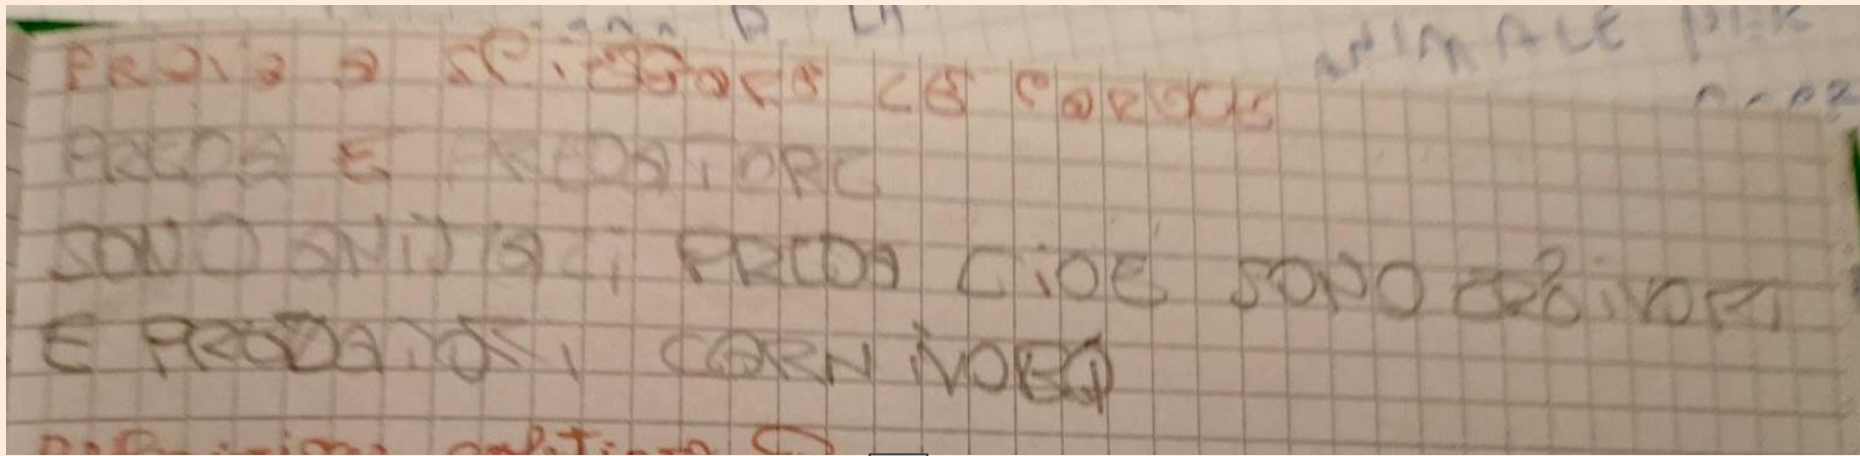 ANIMALE PER
PROVA A SPIEGARE LE PAROLE
PREDA E PREDATORE
SONO ANIMALI PREDA CIOE SONO ERBIVORI
E PREDATORI CARNIVORI